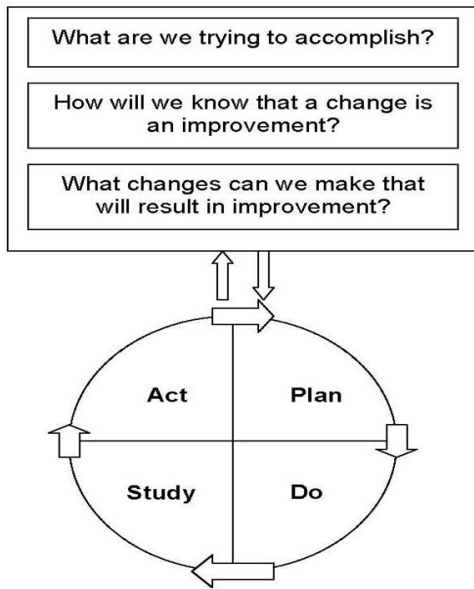 What are we trying to accomplish?
How will we know that a change is
an improvement?
What changes can we make that
will result in improvement?
Act
Plan
Study
Do